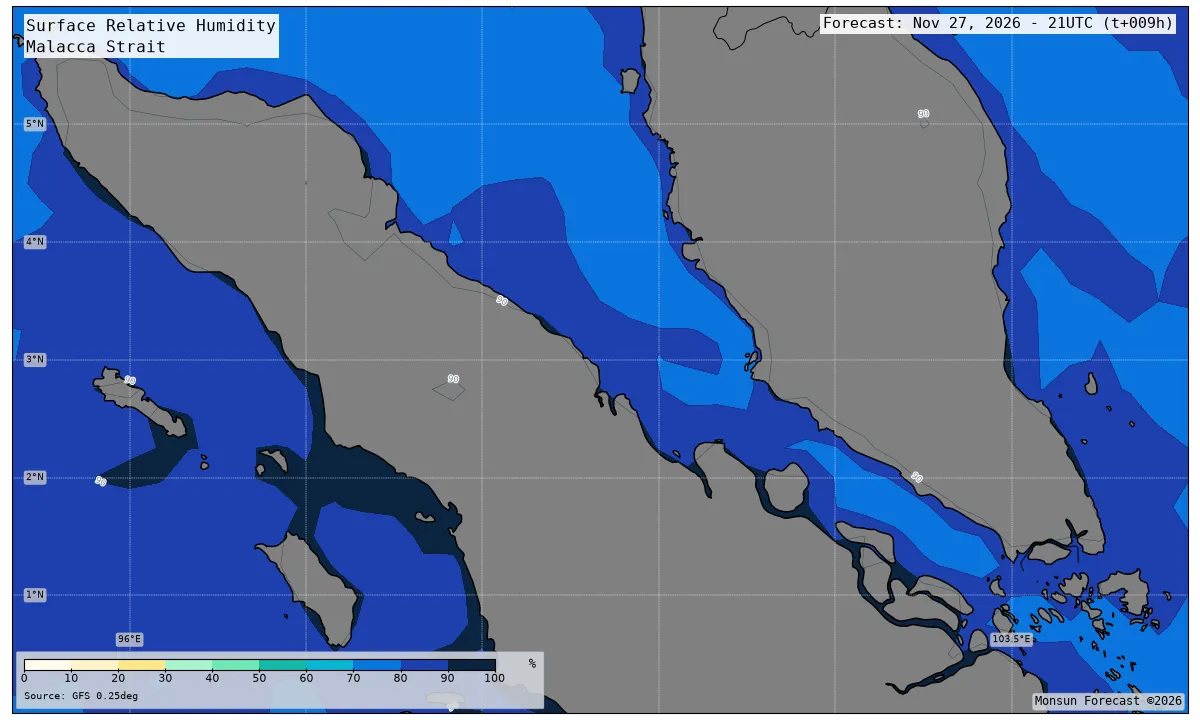 Surface Relative Humidity
Malacca Strait
Forecast: Nov 27, 2026 - 21UTC (t+009h)
90
5°N
4°N
90
3°N
90
90
2°N
90
90
1°N
96°E
103.5°E
%
0 10 20 30 40 50 60 70 80 90 100
Source: GFS 0.25deg
Monsun Forecast ©2026